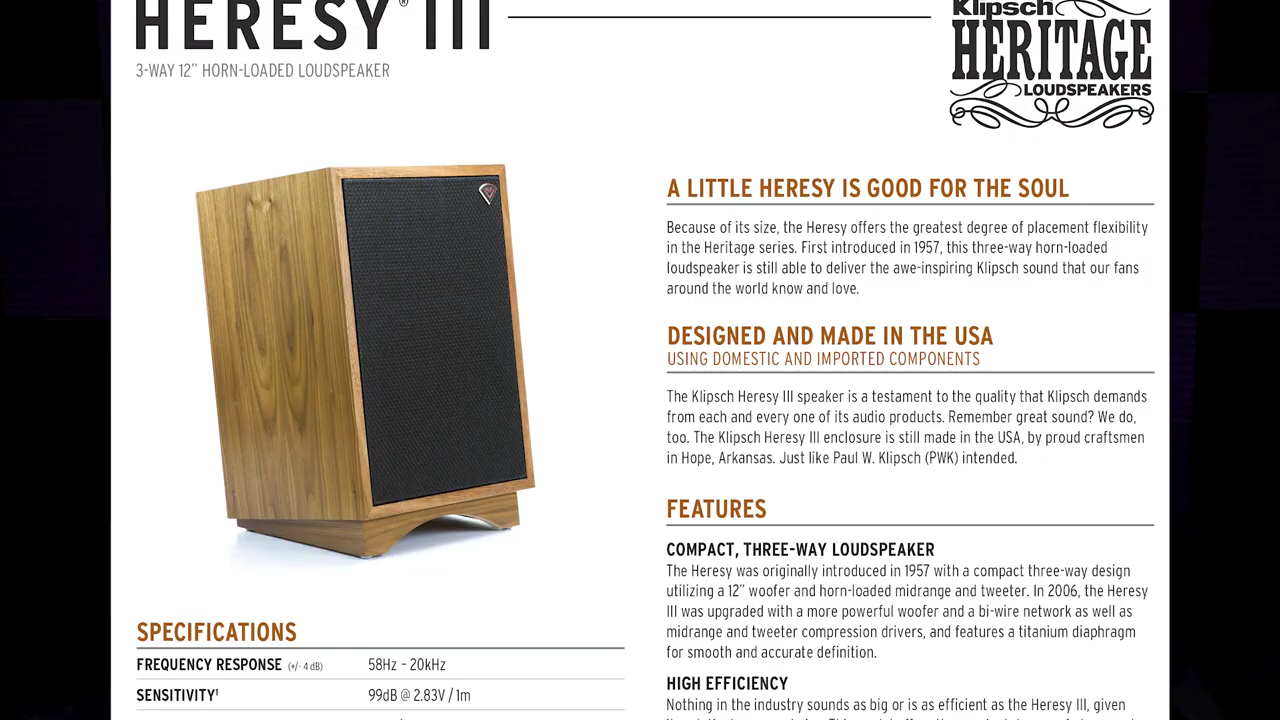 HERESY® III
3-WAY 12” HORN-LOADED LOUDSPEAKER
Klipsch
HERITAGE
LOUDSPEAKERS
A LITTLE HERESY IS GOOD FOR THE SOUL
Because of its size, the Heresy offers the greatest degree of placement flexibility
in the Heritage series. First introduced in 1957, this three-way horn-loaded
loudspeaker is still able to deliver the awe-inspiring Klipsch sound that our fans
around the world know and love.
DESIGNED AND MADE IN THE USA
USING DOMESTIC AND IMPORTED COMPONENTS
The Klipsch Heresy III speaker is a testament to the quality that Klipsch demands
from each and every one of its audio products. Remember great sound? We do,
too. The Klipsch Heresy III enclosure is still made in the USA, by proud craftsmen
in Hope, Arkansas. Just like Paul W. Klipsch (PWK) intended.
FEATURES
COMPACT, THREE-WAY LOUDSPEAKER
The Heresy was originally introduced in 1957 with a compact three-way design
utilizing a 12” woofer and horn-loaded midrange and tweeter. In 2006, the Heresy
III was upgraded with a more powerful woofer and a bi-wire network as well as
midrange and tweeter compression drivers, and features a titanium diaphragm
for smooth and accurate definition.
HIGH EFFICIENCY
Nothing in the industry sounds as big or is as efficient as the Heresy III, given
SPECIFICATIONS
FREQUENCY RESPONSE (+/- 4 dB) 58Hz – 20kHz
SENSITIVITY¹ 99dB @ 2.83V / 1m